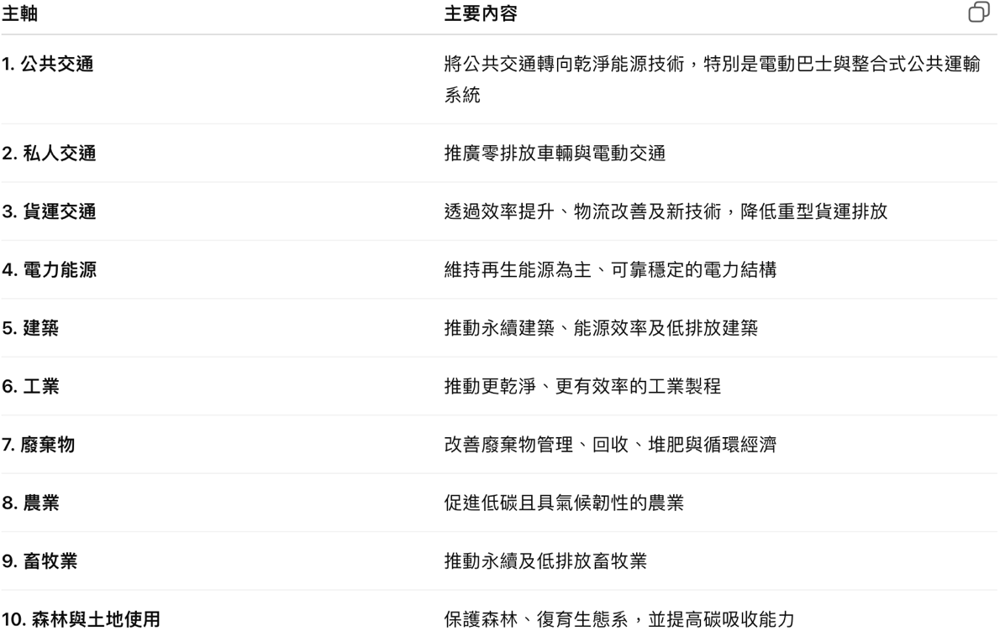 主軸 主要內容
1. 公共交通 將公共交通轉向乾淨能源技術，特別是電動巴士與整合式公共運輸
系統
2. 私人交通 推廣零排放車輛與電動交通
3. 貨運交通 透過效率提升、物流改善及新技術，降低重型貨運排放
4. 電力能源 維持再生能源為主、可靠穩定的電力結構
5. 建築 推動永續建築、能源效率及低排放建築
6. 工業 推動更乾淨、更有效率的工業製程
7. 廢棄物 改善廢棄物管理、回收、堆肥與循環經濟
8. 農業 促進低碳且具氣候韌性的農業
9. 畜牧業 推動永續及低排放畜牧業
10. 森林與土地使用 保護森林、復育生態系，並提高碳吸收能力